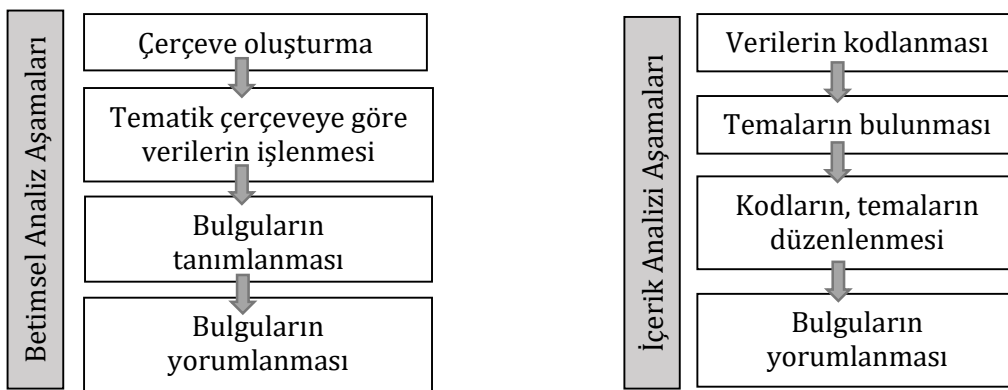 Betimsel Analiz Aşamaları
Çerçeve oluşturma
Tematik çerçeveye göre
verilerin işlenmesi
Bulguların
tanımlanması
Bulguların
yorumlanması
İçerik Analizi Aşamaları
Verilerin kodlanması
Temaların bulunması
Kodların, temaların
düzenlenmesi
Bulguların
yorumlanması